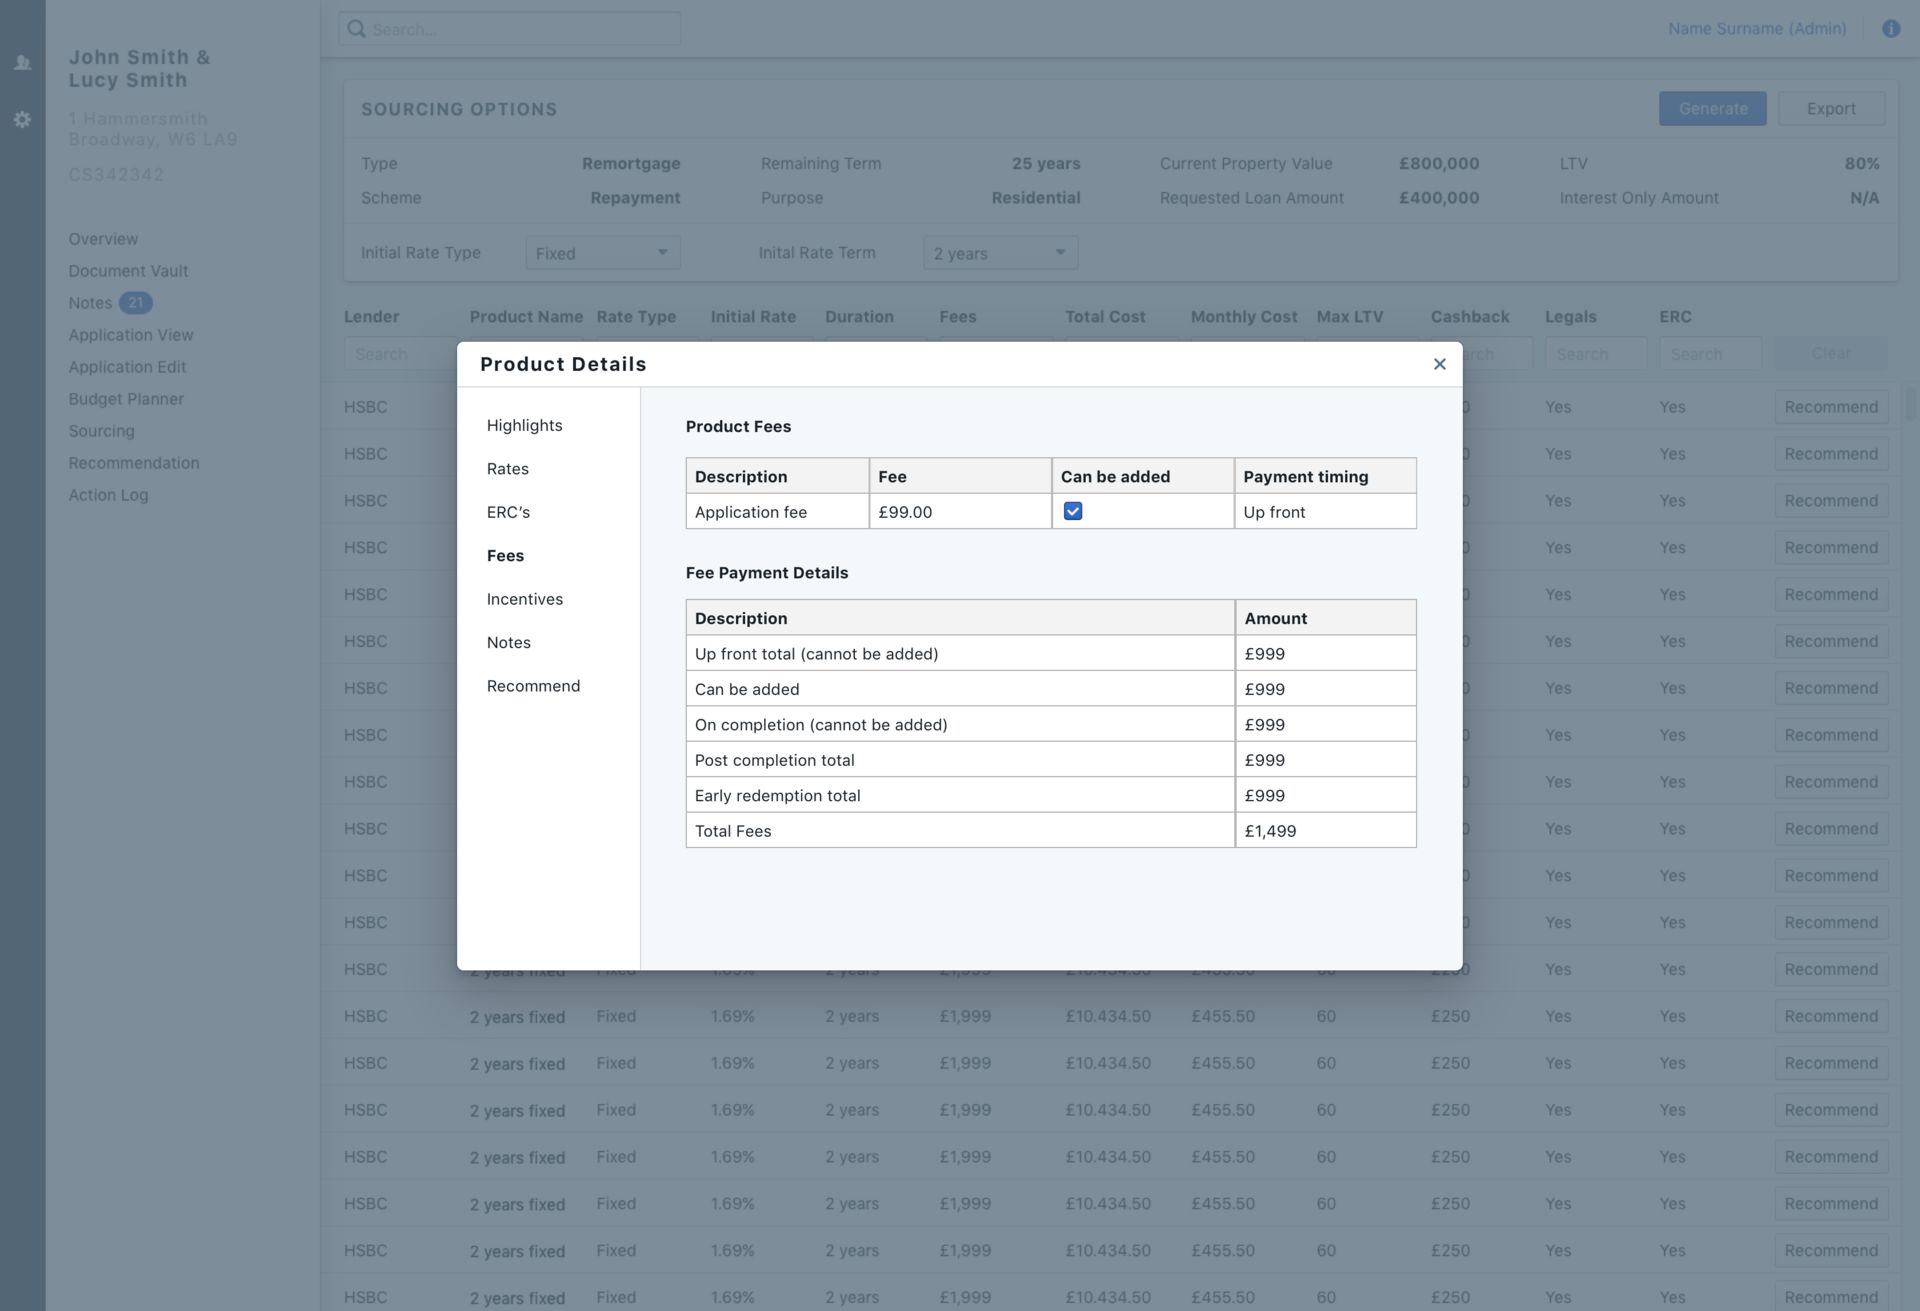 John Smith &
Lucy Smith
1 Hammersmith
Broadway, W6 LA9
CS342342
Overview
Document Vault
Notes 21
Application View
Application Edit
Budget Planner
Sourcing
Recommendation
Action Log
Search...
Name Surname (Admin)
SOURCING OPTIONS
Generate Export
Type Remortgage Remaining Term 25 years Current Property Value £800,000 LTV 80%
Scheme Repayment Purpose Residential Requested Loan Amount £400,000 Interest Only Amount N/A
Initial Rate Type Fixed Inital Rate Term 2 years
Lender Product Name Rate Type Initial Rate Duration Fees Total Cost Monthly Cost Max LTV Cashback Legals ERC
Search Search Search Clear
Product Details
Highlights
Rates
ERC's
Fees
Incentives
Notes
Recommend
Product Fees
Description Fee Can be added Payment timing
Application fee £99.00 Up front
Fee Payment Details
Description Amount
Up front total (cannot be added) £999
Can be added £999
On completion (cannot be added) £999
Post completion total £999
Early redemption total £999
Total Fees £1,499
HSBC Yes Yes Recommend
HSBC Yes Yes Recommend
HSBC Yes Yes Recommend
HSBC Yes Yes Recommend
HSBC Yes Yes Recommend
HSBC Yes Yes Recommend
HSBC Yes Yes Recommend
HSBC Yes Yes Recommend
HSBC Yes Yes Recommend
HSBC Yes Yes Recommend
HSBC Yes Yes Recommend
HSBC Yes Yes Recommend
HSBC 2 years fixed Fixed 1.69% 2 years £1,999 £10.434.50 £455.50 60 £250 Yes Yes Recommend
HSBC 2 years fixed Fixed 1.69% 2 years £1,999 £10.434.50 £455.50 60 £250 Yes Yes Recommend
HSBC 2 years fixed Fixed 1.69% 2 years £1,999 £10.434.50 £455.50 60 £250 Yes Yes Recommend
HSBC 2 years fixed Fixed 1.69% 2 years £1,999 £10.434.50 £455.50 60 £250 Yes Yes Recommend
HSBC 2 years fixed Fixed 1.69% 2 years £1,999 £10.434.50 £455.50 60 £250 Yes Yes Recommend
HSBC 2 years fixed Fixed 1.69% 2 years £1,999 £10.434.50 £455.50 60 £250 Yes Yes Recommend
HSBC 2 years fixed Fixed 1.69% 2 years £1,999 £10.434.50 £455.50 60 £250 Yes Yes Recommend
HSBC 2 years fixed Fixed 1.69% 2 years £1,999 £10.434.50 £455.50 60 £250 Yes Yes Recommend